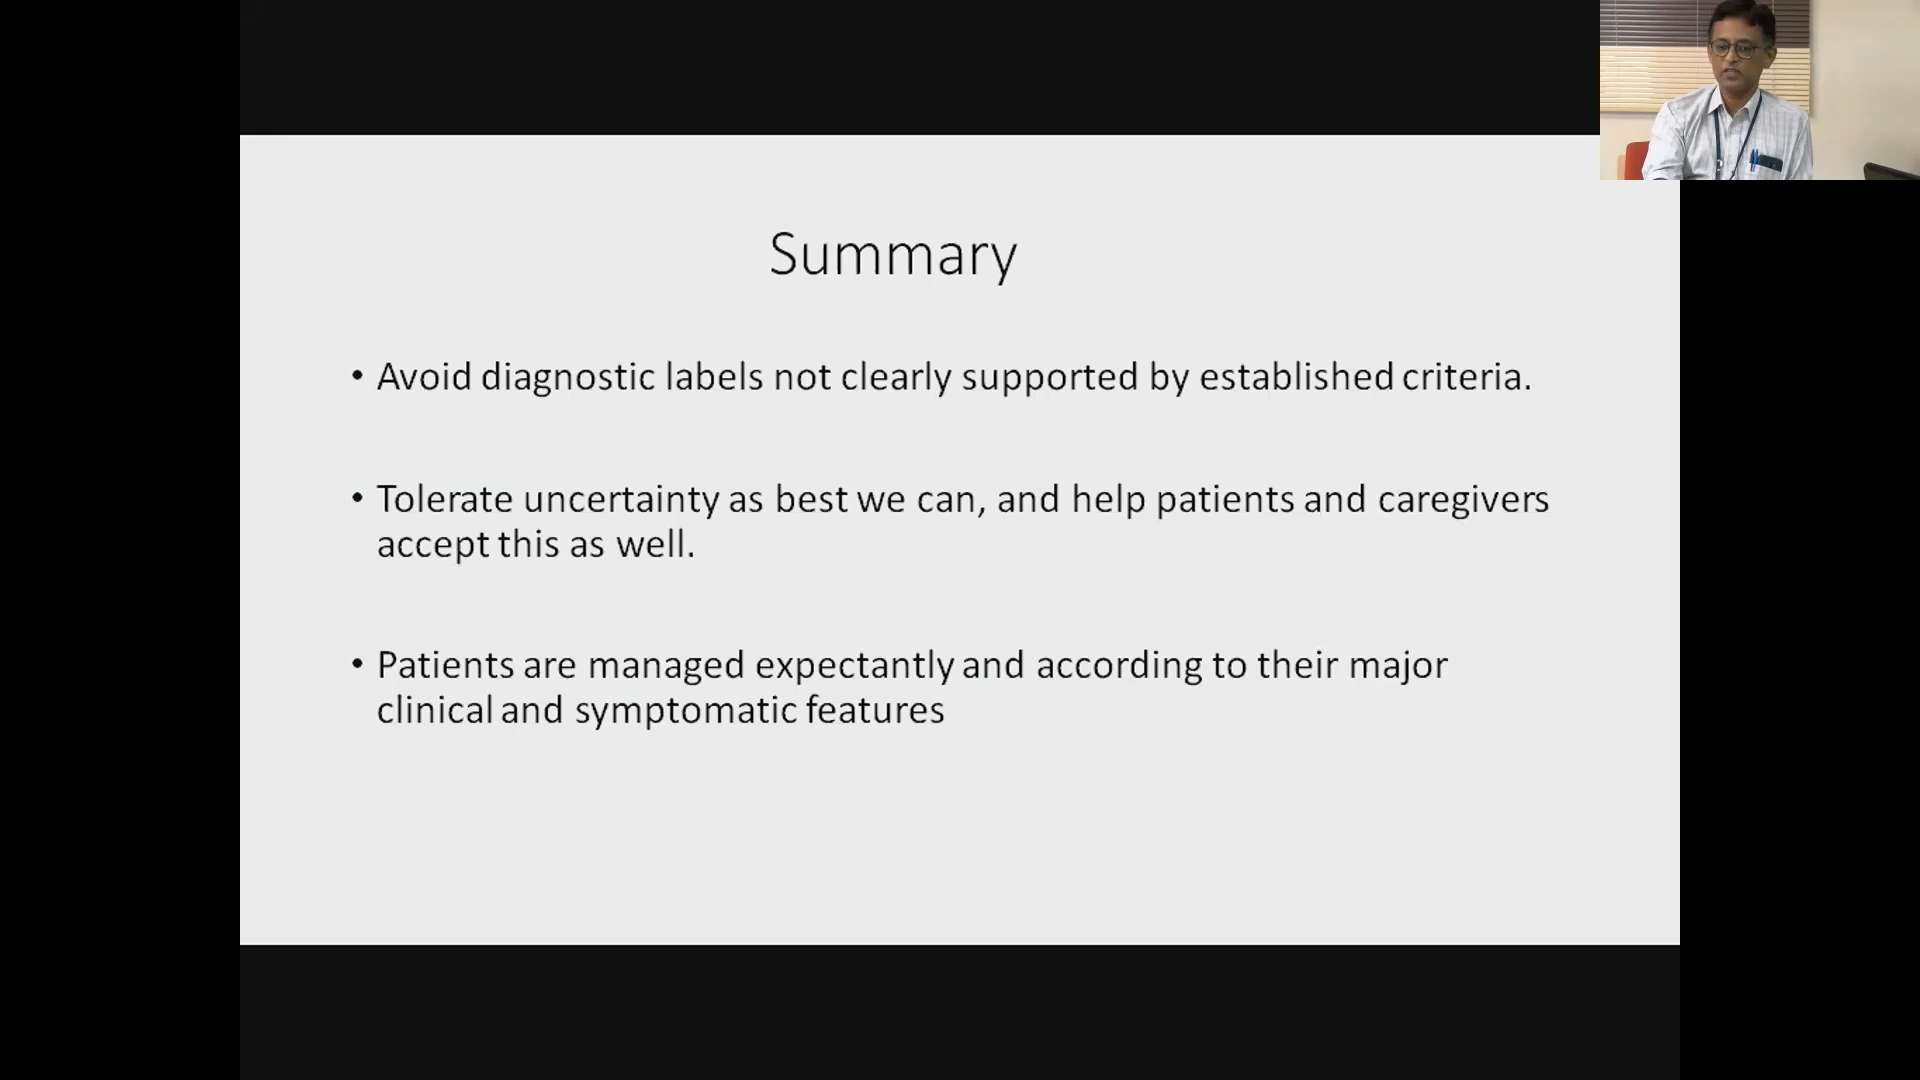 Summary
• Avoid diagnostic labels not clearly supported by established criteria.
• Tolerate uncertainty as best we can, and help patients and caregivers
accept this as well.
• Patients are managed expectantly and according to their major
clinical and symptomatic features